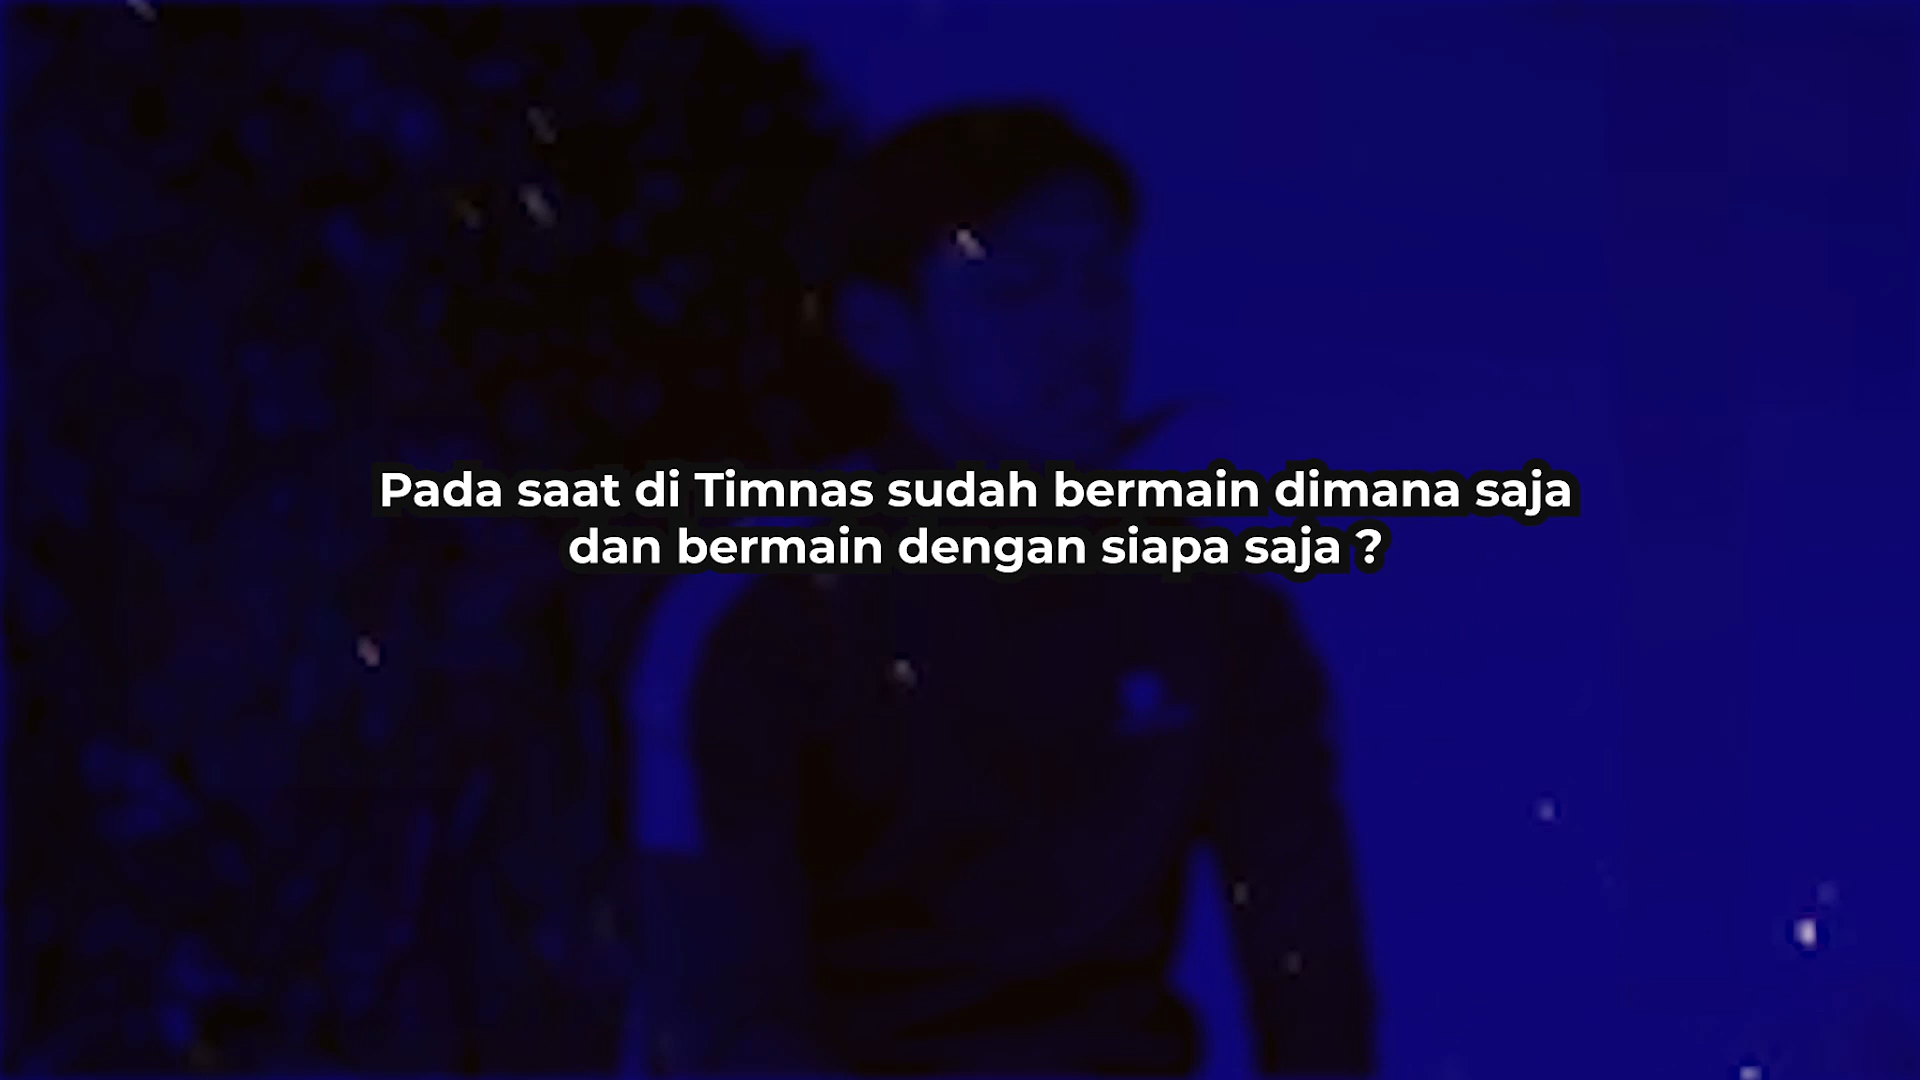 Pada saat di Timnas sudah bermain dimana saja
dan bermain dengan siapa saja ?